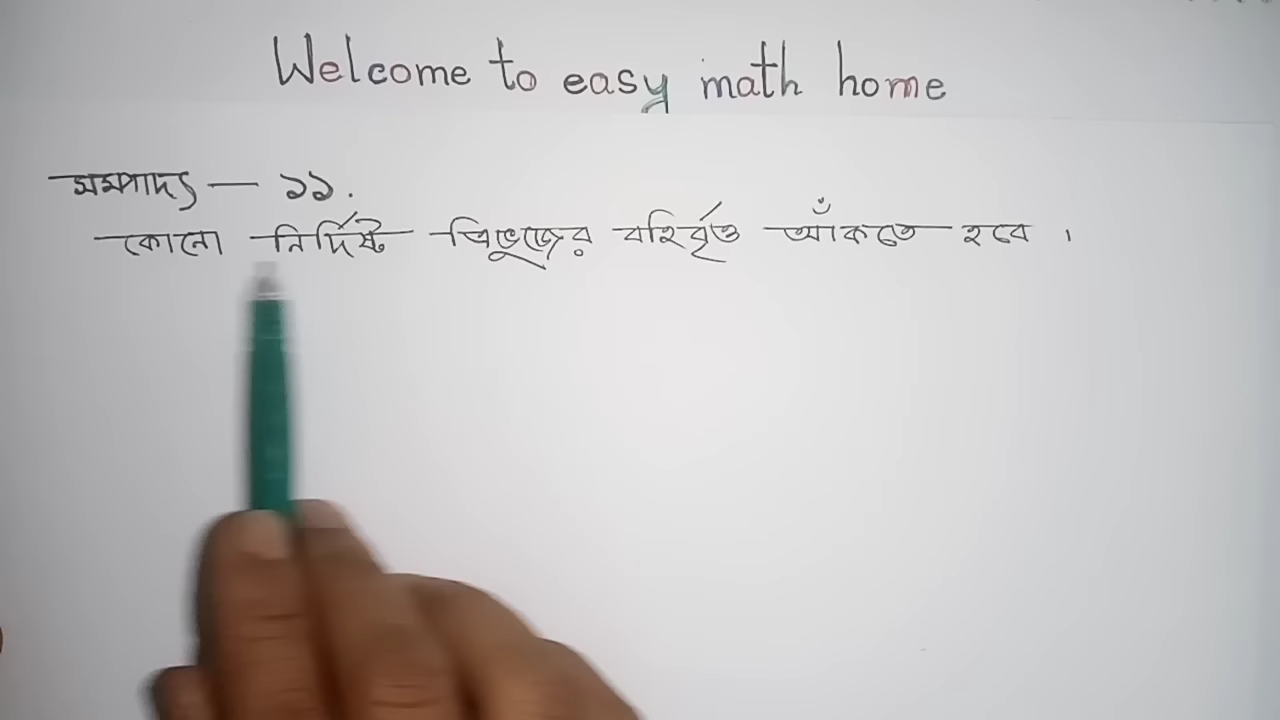 Welcome to easy math home
সম্পাদ্য — ১১.
কোনো নির্দিষ্ট ত্রিভুজের বহির্বৃত্ত আঁকতে হবে ।